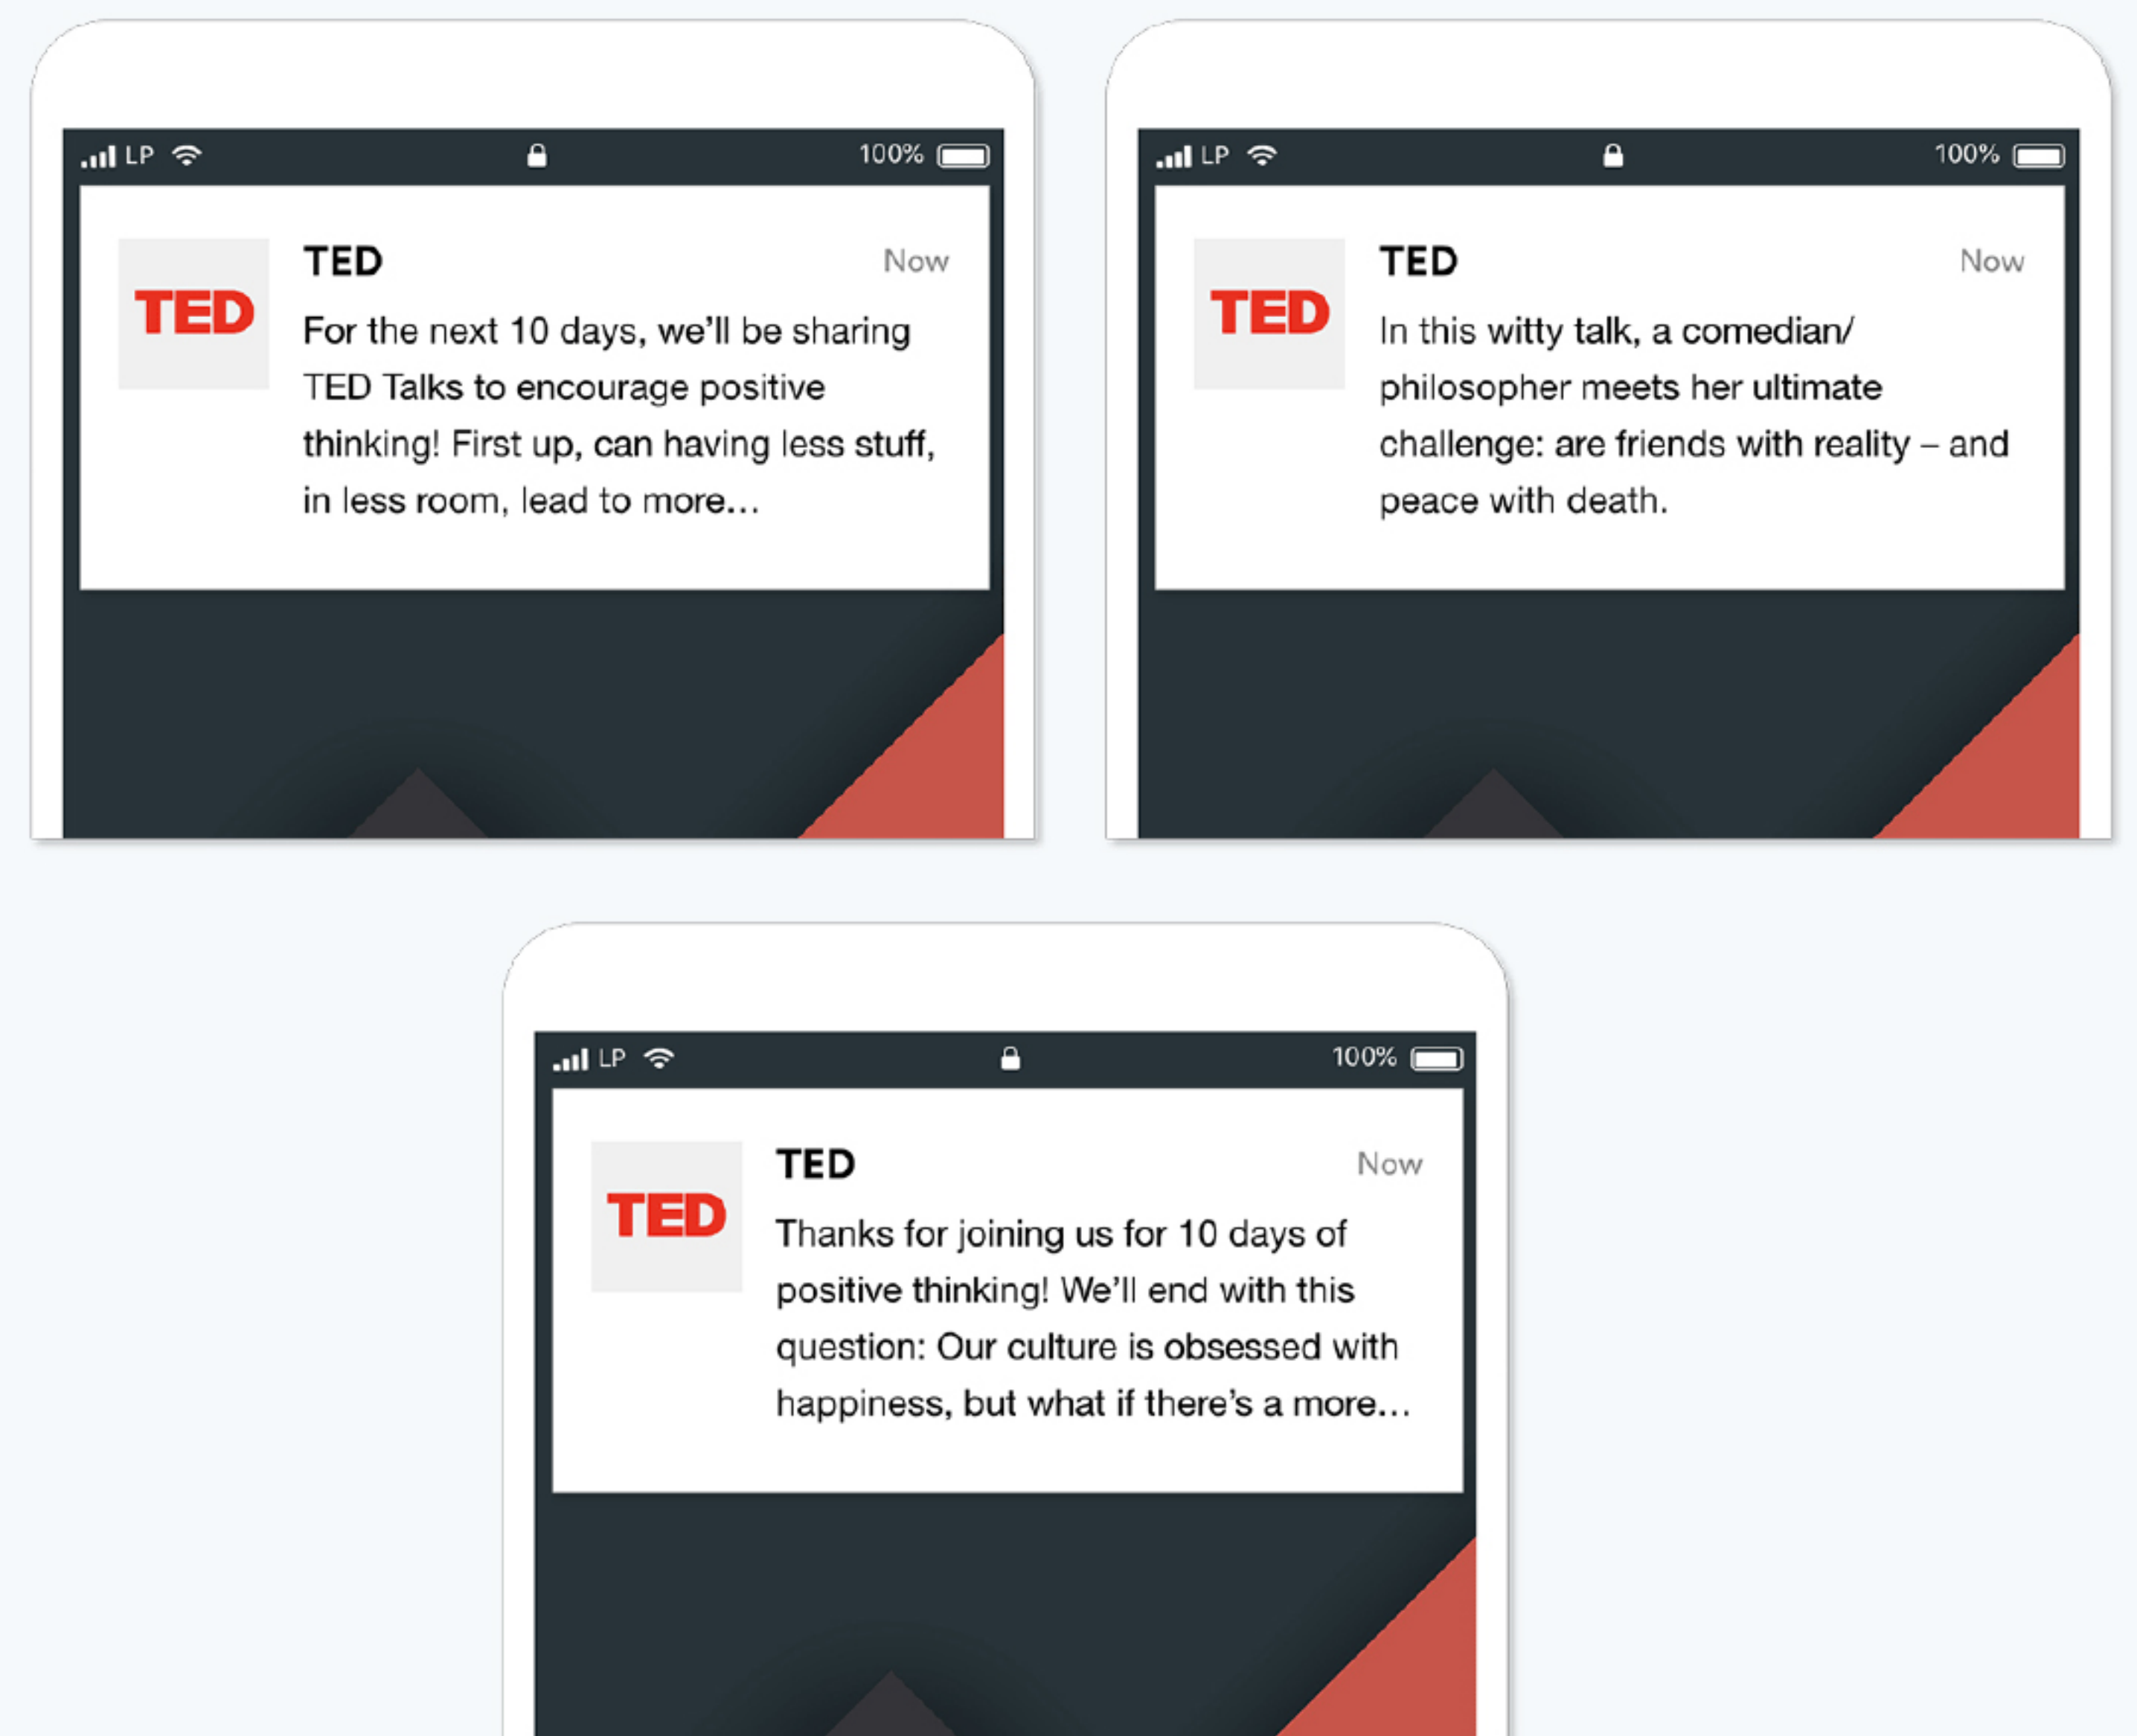 LP 100%
TED
TED Now
For the next 10 days, we’ll be sharing
TED Talks to encourage positive
thinking! First up, can having less stuff,
in less room, lead to more...
LP 100%
TED
TED Now
In this witty talk, a comedian/
philosopher meets her ultimate
challenge: are friends with reality – and
peace with death.
LP 100%
TED
TED Now
Thanks for joining us for 10 days of
positive thinking! We’ll end with this
question: Our culture is obsessed with
happiness, but what if there’s a more...